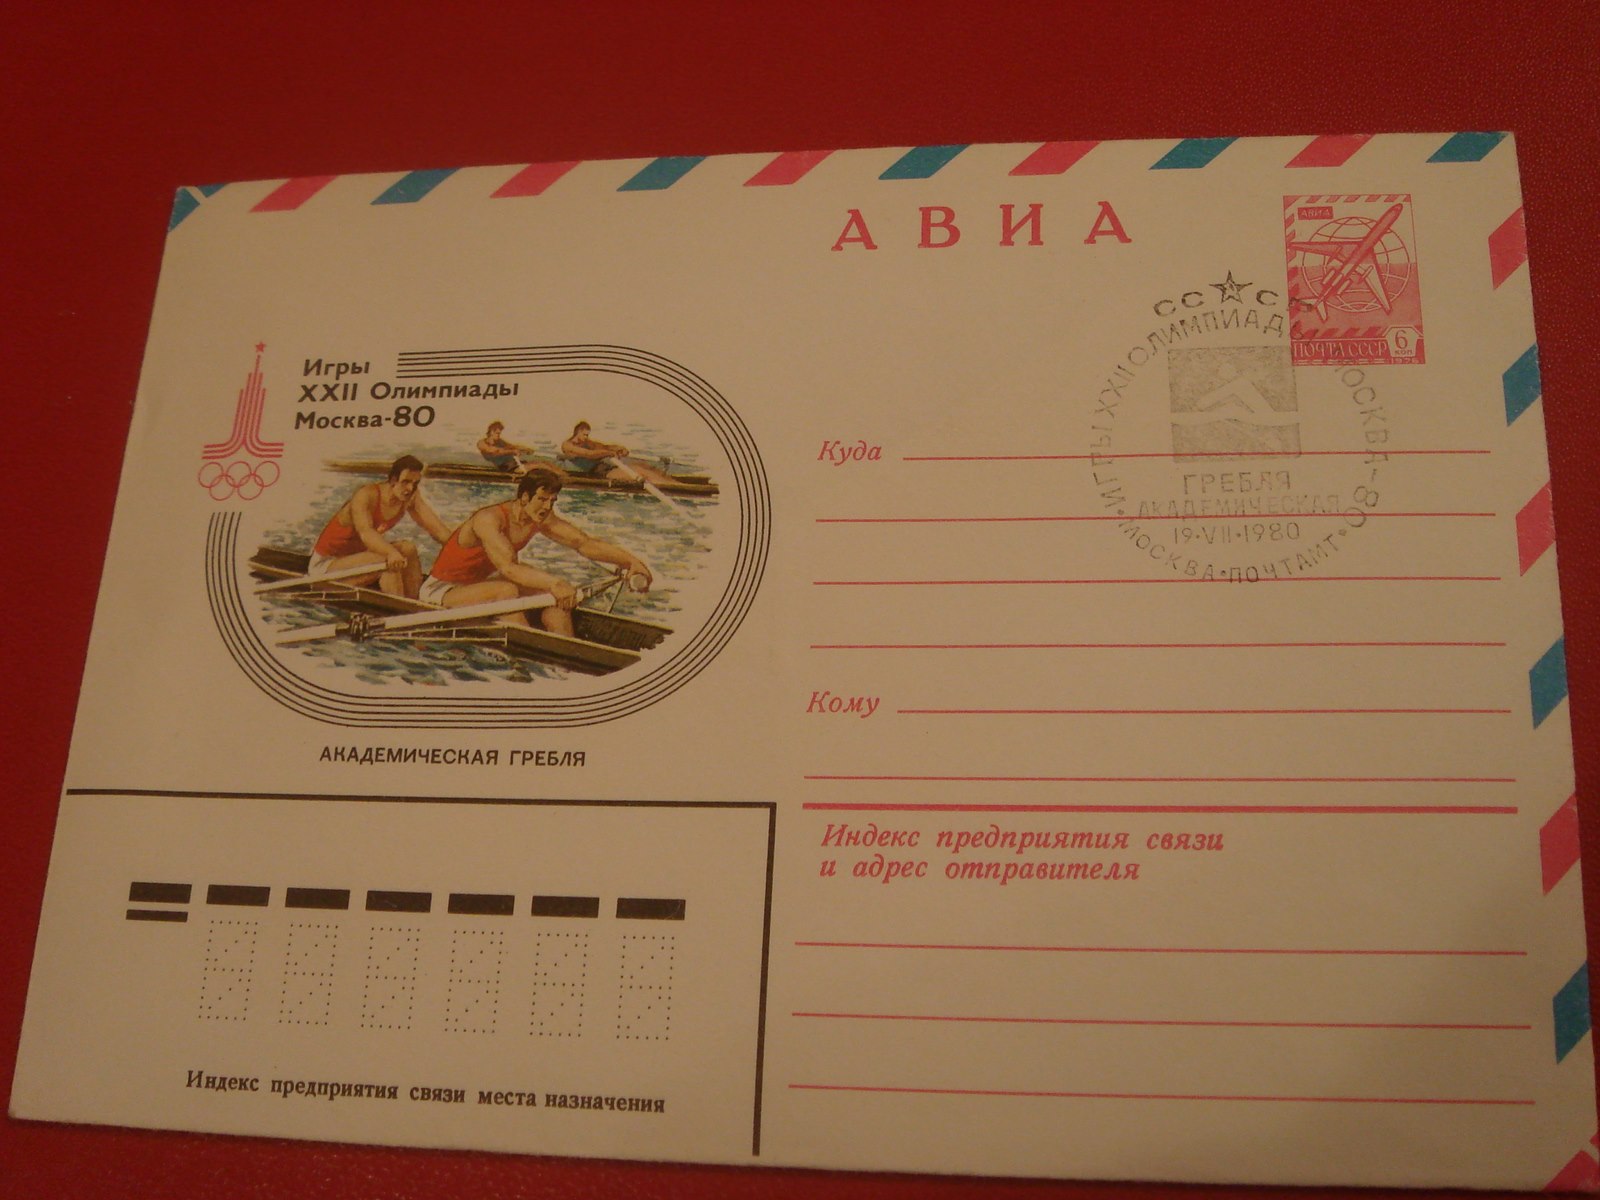 АВИА
АВИА
ПОЧТА СССР
6
КОП
1976
СССР
ИГРЫ XXII ОЛИМПИАДЫ МОСКВА-80
ГРЕБЛЯ
АКАДЕМИЧЕСКАЯ
19·VII·1980
МОСКВА·ПОЧТАМТ
Игры
XXII Олимпиады
Москва-80
АКАДЕМИЧЕСКАЯ ГРЕБЛЯ
Куда
Кому
Индекс предприятия связи
и адрес отправителя
Индекс предприятия связи места назначения